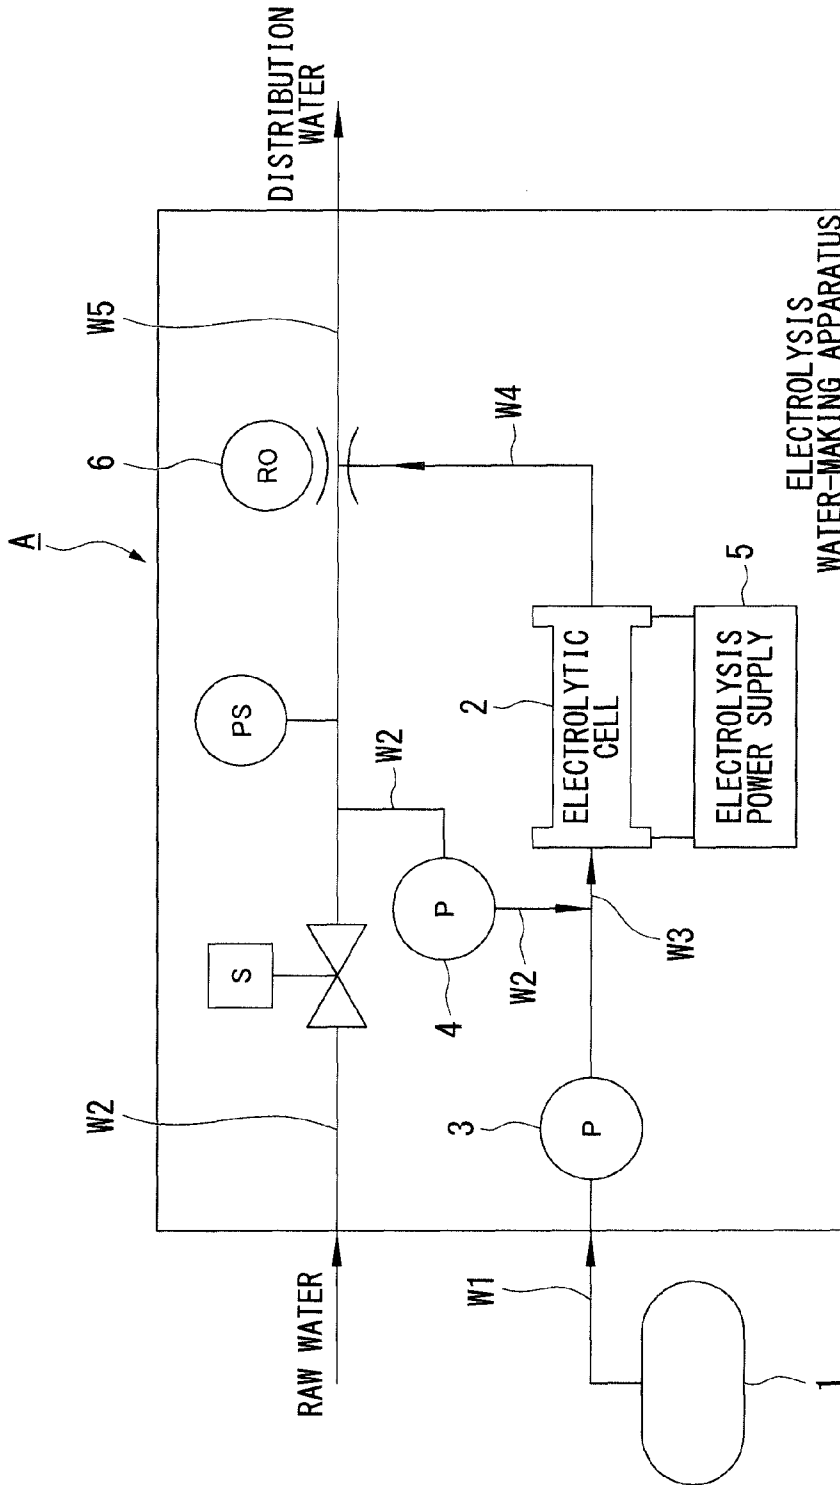 A
6
W5
DISTRIBUTION
WATER
RO
PS
W2
S
W2
RAW WATER
P
4
W2
W4
2
ELECTROLYTIC
CELL
W3
3
P
W1
1
5
ELECTROLYSIS
POWER SUPPLY
ELECTROLYSIS
WATER-MAKING APPARATUS